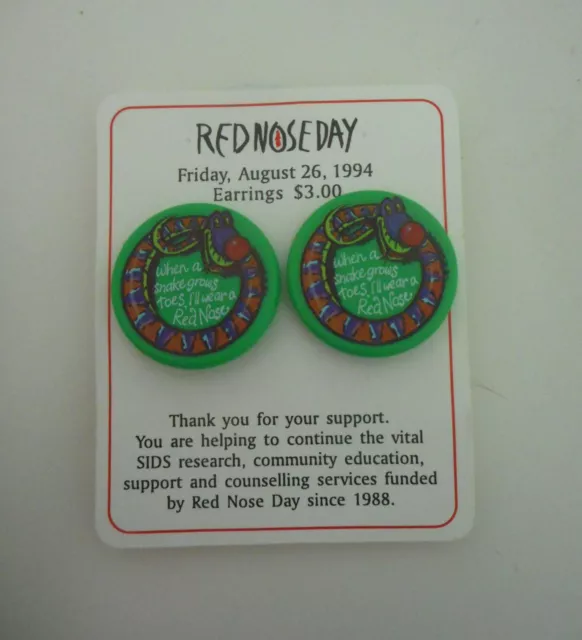 RED NOSE DAY
Friday, August 26, 1994
Earrings $3.00
when a
snake grows
toes, I'll wear a
Red Nose.
when a
snake grows
toes, I'll wear a
Red Nose.
Thank you for your support.
You are helping to continue the vital
SIDS research, community education,
support and counselling services funded
by Red Nose Day since 1988.